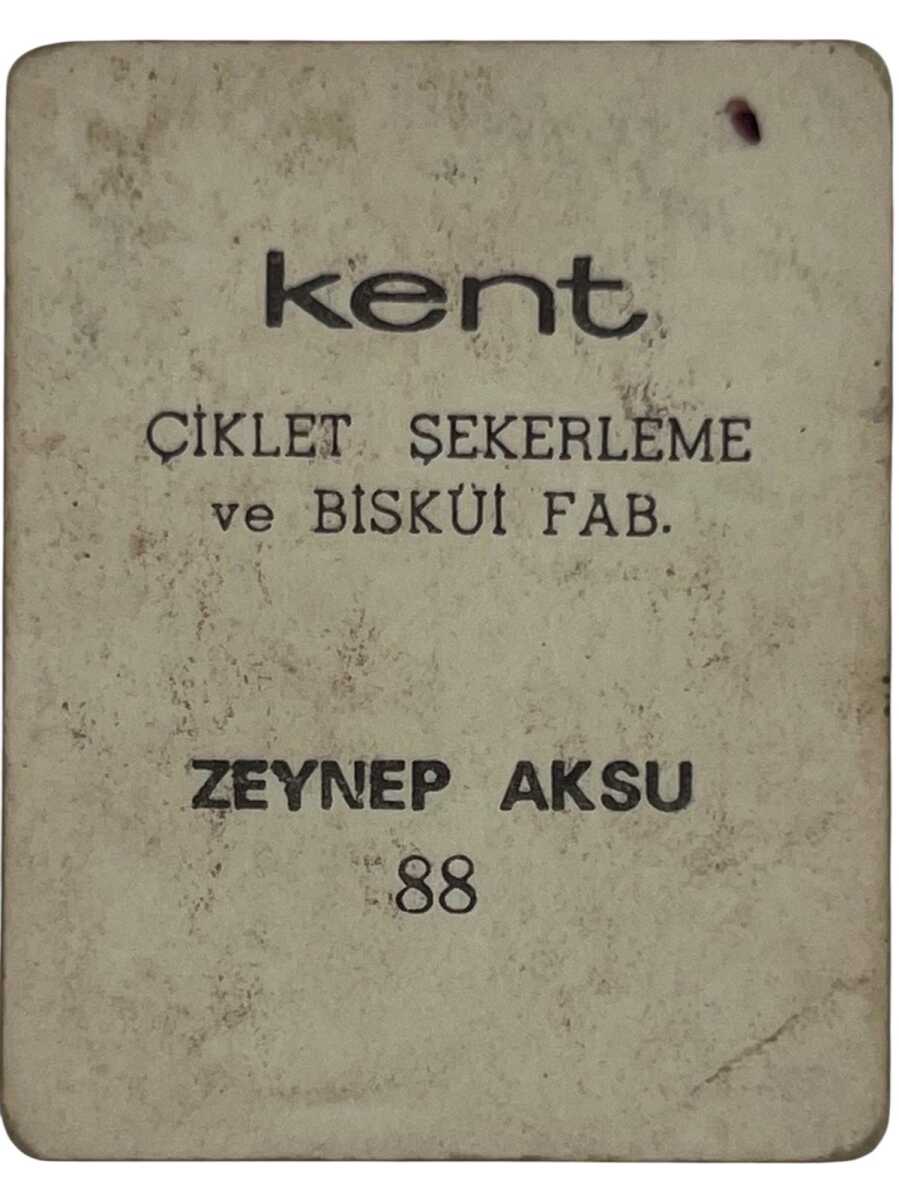 kent
ÇİKLET ŞEKERLEME
ve BİSKÜİ FAB.
ZEYNEP AKSU
88